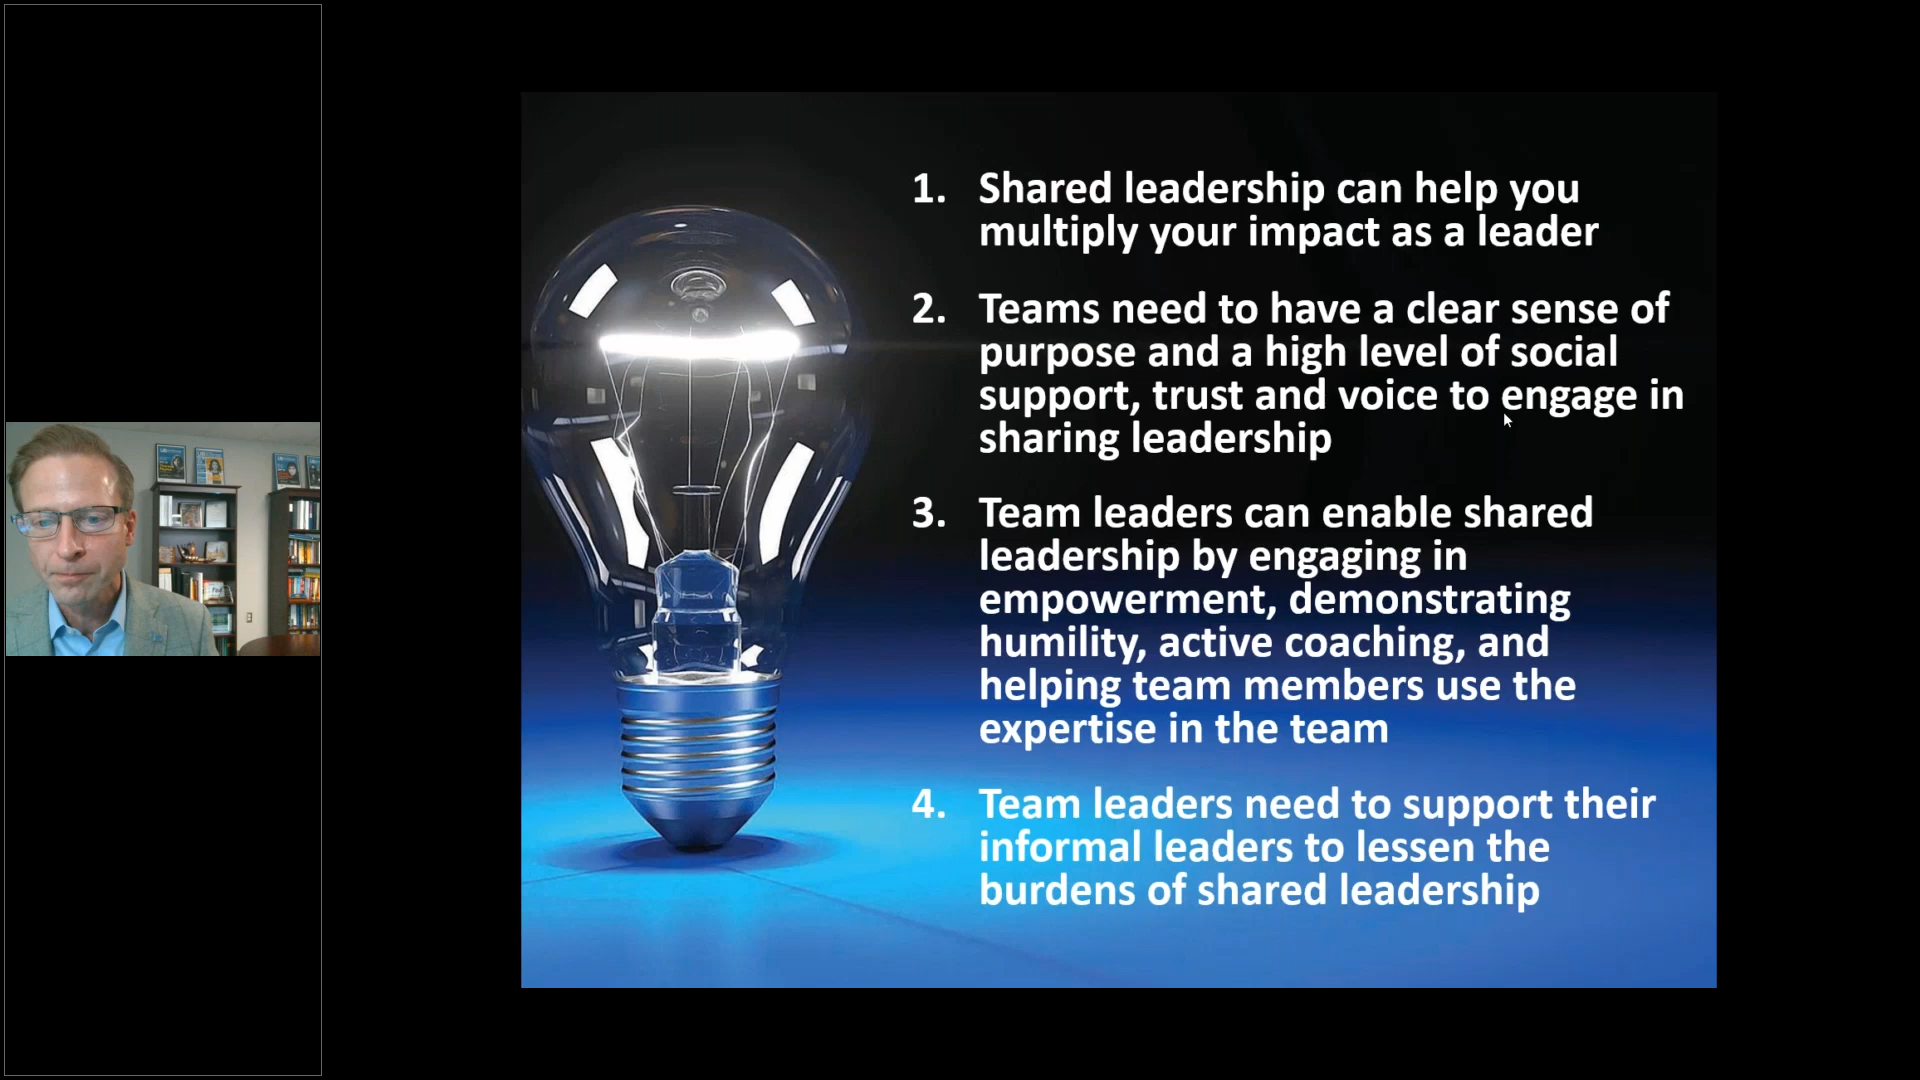 1. Shared leadership can help you
multiply your impact as a leader
2. Teams need to have a clear sense of
purpose and a high level of social
support, trust and voice to engage in
sharing leadership
3. Team leaders can enable shared
leadership by engaging in
empowerment, demonstrating
humility, active coaching, and
helping team members use the
expertise in the team
4. Team leaders need to support their
informal leaders to lessen the
burdens of shared leadership